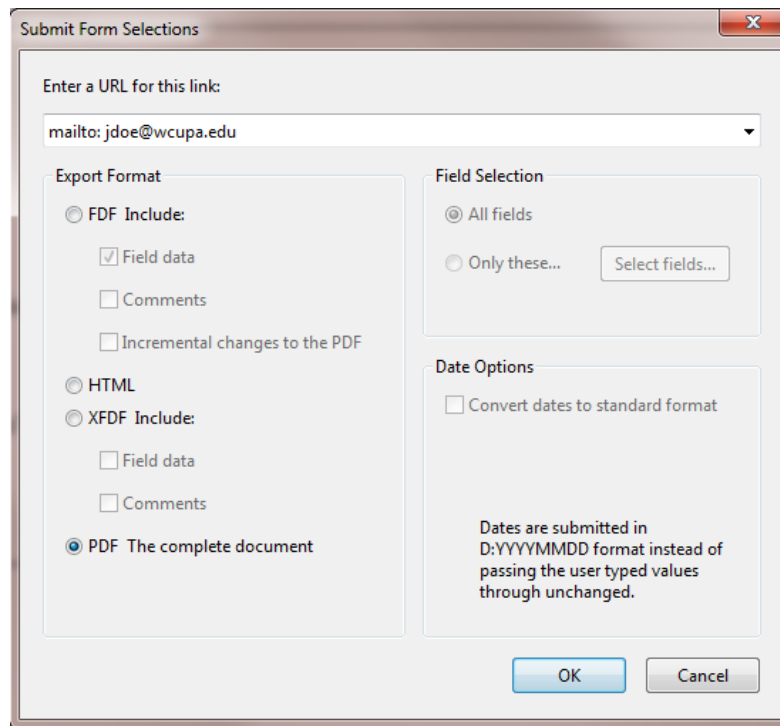 Submit Form Selections
Enter a URL for this link:
mailto: jdoe@wcupa.edu
Export Format
FDF Include:
Field data
Comments
Incremental changes to the PDF
HTML
XFDF Include:
Field data
Comments
PDF The complete document
Field Selection
All fields
Only these...
Select fields...
Date Options
Convert dates to standard format
Dates are submitted in
D:YYYYMMDD format instead of
passing the user typed values
through unchanged.
OK
Cancel